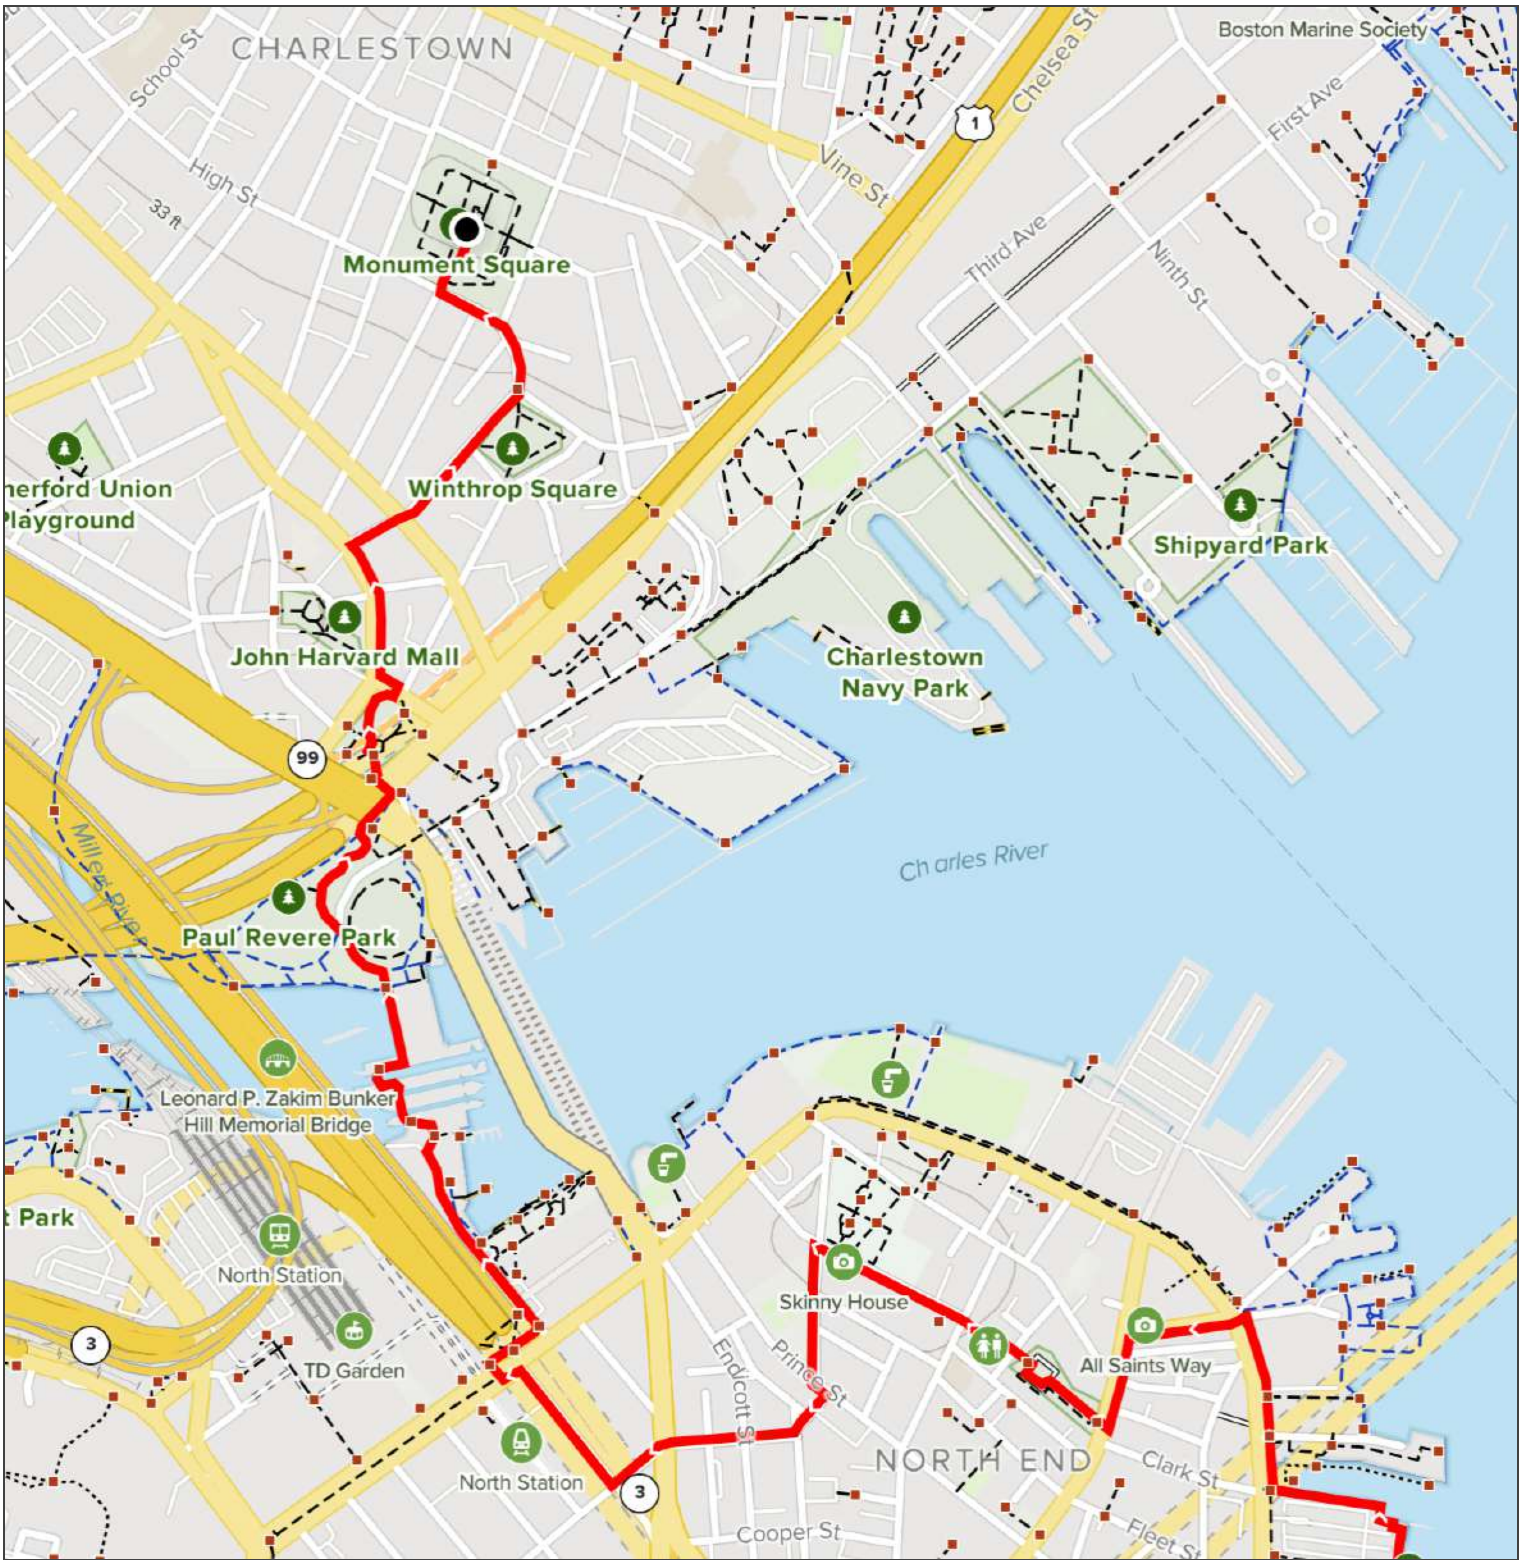 Boston Marine Society
CHARLESTOWN
School St
Chelsea St
1
First Ave
Vine St
High St
33 ft
Third Ave
Ninth St
Monument Square
Winthrop Square
herford Union
Playground
Shipyard Park
John Harvard Mall
Charlestown
Navy Park
99
Millers River
Charles River
Paul Revere Park
Leonard P. Zakim Bunker
Hill Memorial Bridge
t Park
North Station
Skinny House
3
TD Garden
Endicott St
Prince St
All Saints Way
NORTH END
Clark St
North Station
3
Cooper St
Fleet St